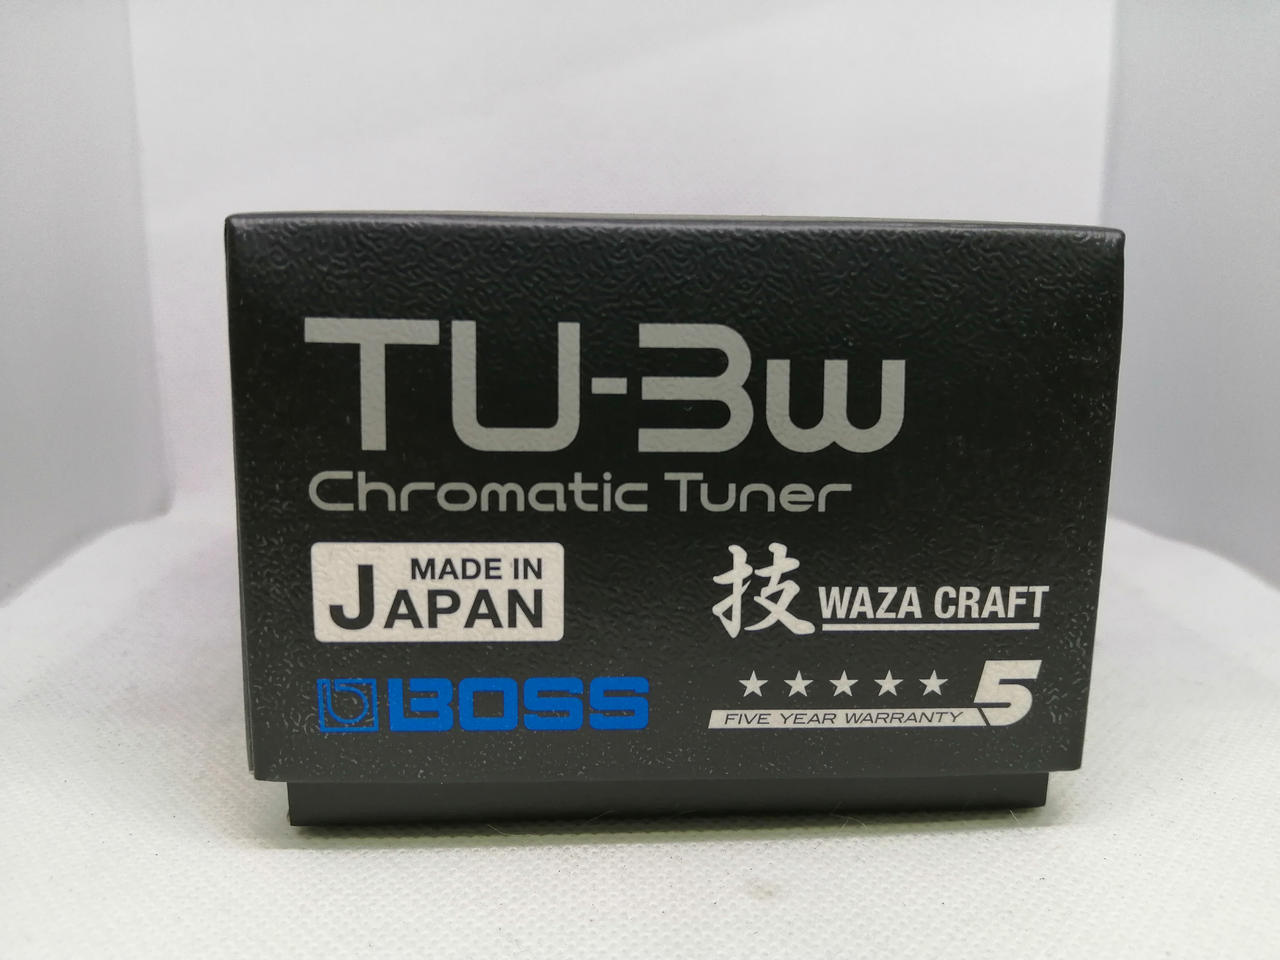 TU-3w
Chromatic Tuner
MADE IN
JAPAN
技 WAZA CRAFT
BOSS
5
FIVE YEAR WARRANTY